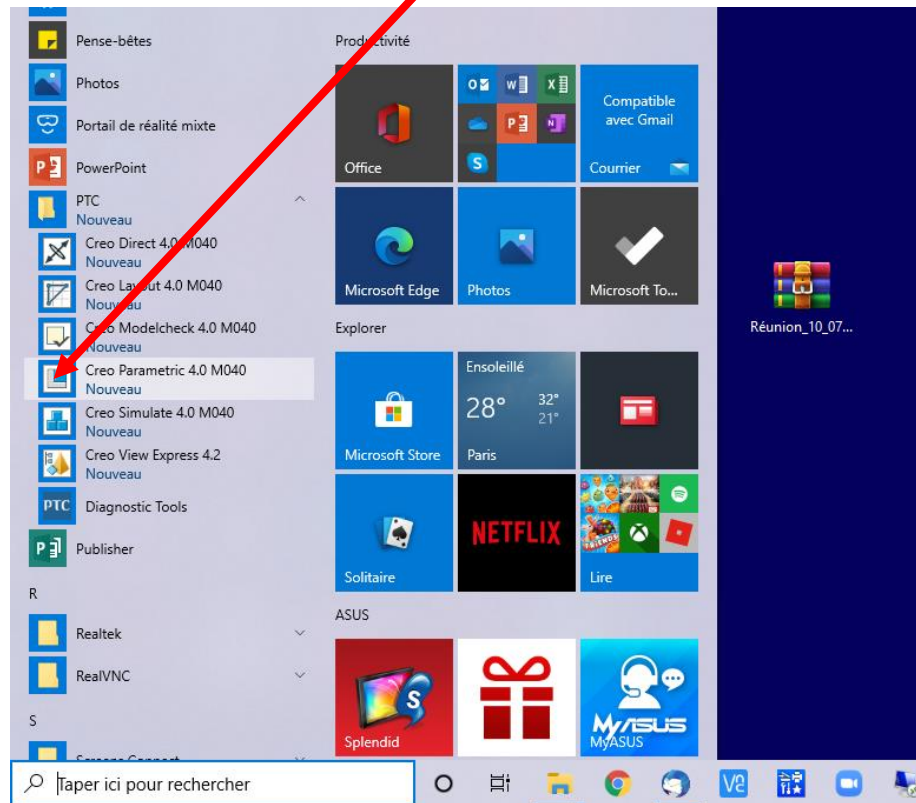 Pense-bêtes
Photos
Portail de réalité mixte
PowerPoint
PTC
Nouveau
Creo Direct 4.0 M040
Nouveau
Creo Layout 4.0 M040
Nouveau
Creo Modelcheck 4.0 M040
Nouveau
Creo Parametric 4.0 M040
Nouveau
Creo Simulate 4.0 M040
Nouveau
Creo View Express 4.2
Nouveau
PTC Diagnostic Tools
Publisher
R
Realtek
RealVNC
S
Productivité
Office
Compatible
avec Gmail
Courrier
Microsoft Edge
Photos
Microsoft To...
Explorer
Microsoft Store
Ensoleillé
28° 32°
21°
Paris
Solitaire
NETFLIX
Lire
ASUS
Splendid
MyASUS
MyASUS
Réunion_10_07...
Taper ici pour rechercher